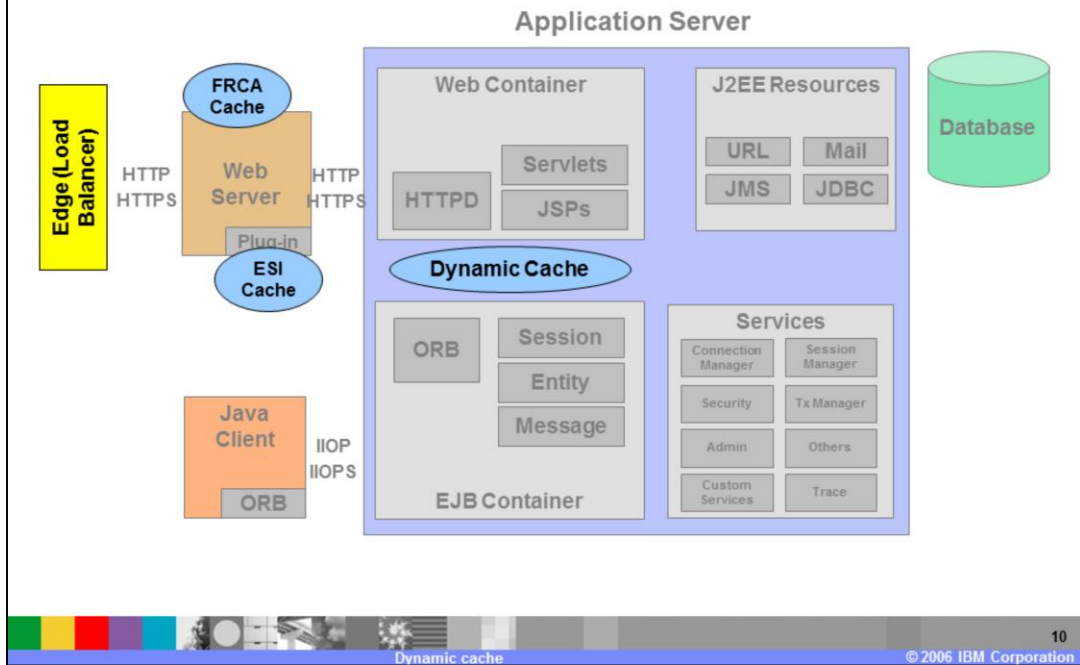 Application Server
Edge (Load
Balancer)
HTTP
HTTPS
FRCA
Cache
Web
Server
Plug-in
ESI
Cache
HTTP
HTTPS
Web Container
HTTPD
Servlets
JSPs
J2EE Resources
URL
Mail
JMS
JDBC
Database
Dynamic Cache
ORB
Session
Entity
Message
EJB Container
Services
Connection
Manager
Session
Manager
Security
Tx Manager
Admin
Others
Custom
Services
Trace
Java
Client
ORB
IIOP
IIOPS
10
Dynamic cache
© 2006 IBM Corporation